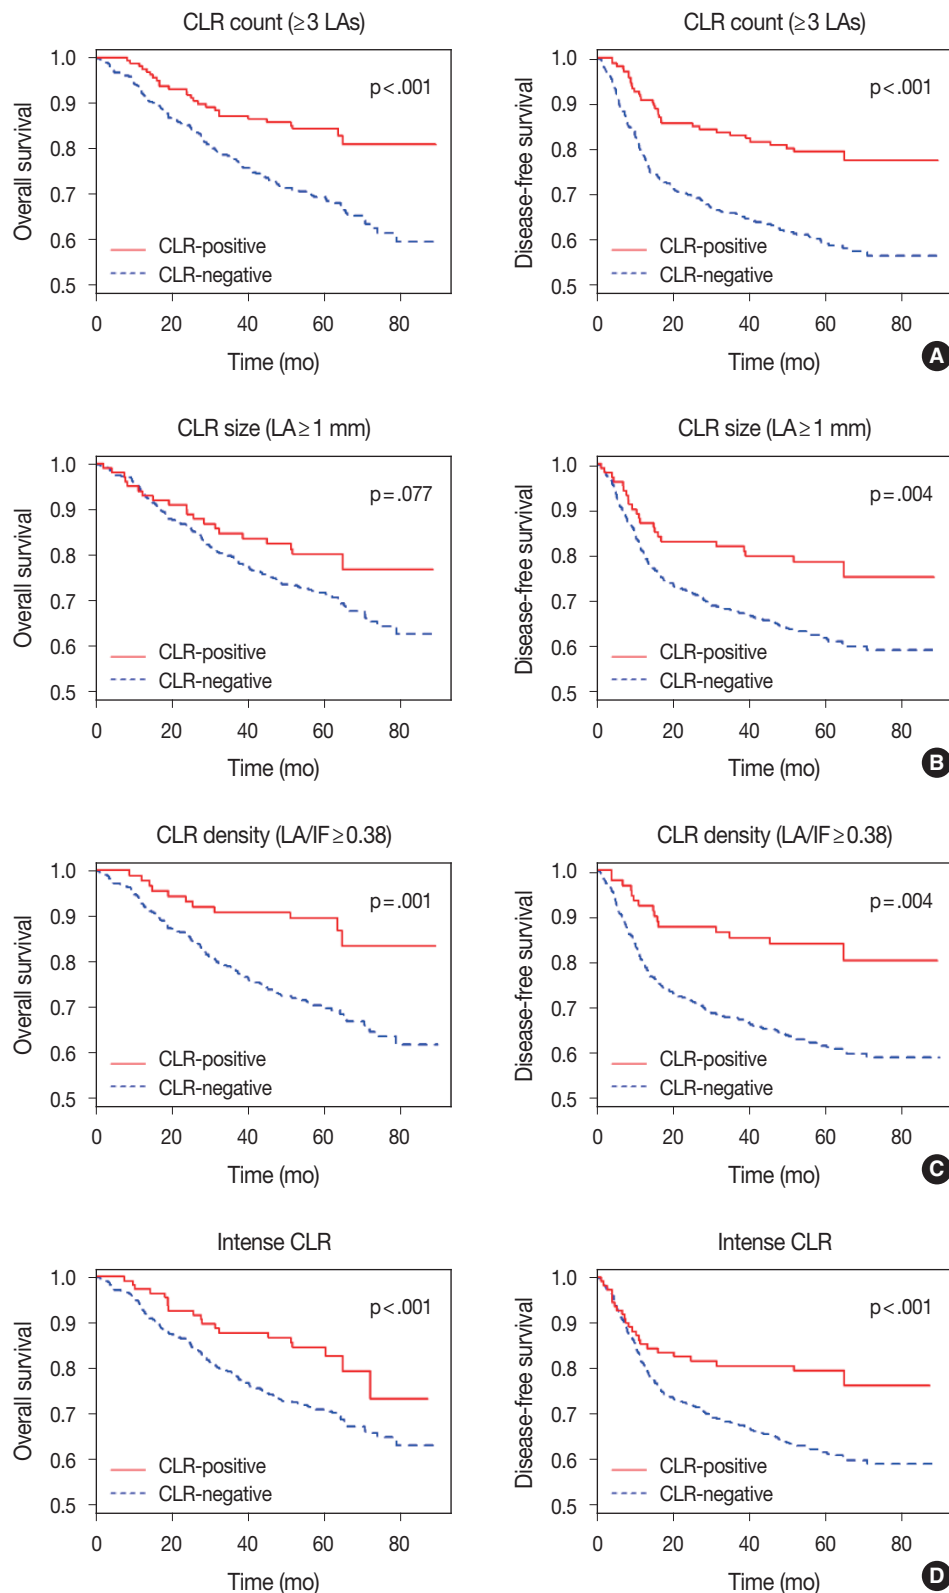 CLR count (≥3 LAs)
1.0
0.9
0.8
0.7
0.6
0.5
Overall survival
p<.001
CLR-positive
CLR-negative
0 20 40 60 80
Time (mo)
CLR count (≥3 LAs)
1.0
0.9
0.8
0.7
0.6
0.5
Disease-free survival
p<.001
CLR-positive
CLR-negative
0 20 40 60 80
Time (mo)
A
CLR size (LA≥1 mm)
1.0
0.9
0.8
0.7
0.6
0.5
Overall survival
p=.077
CLR-positive
CLR-negative
0 20 40 60 80
Time (mo)
CLR size (LA≥1 mm)
1.0
0.9
0.8
0.7
0.6
0.5
Disease-free survival
p=.004
CLR-positive
CLR-negative
0 20 40 60 80
Time (mo)
B
CLR density (LA/IF≥0.38)
1.0
0.9
0.8
0.7
0.6
0.5
Overall survival
p=.001
CLR-positive
CLR-negative
0 20 40 60 80
Time (mo)
CLR density (LA/IF≥0.38)
1.0
0.9
0.8
0.7
0.6
0.5
Disease-free survival
p=.004
CLR-positive
CLR-negative
0 20 40 60 80
Time (mo)
C
Intense CLR
1.0
0.9
0.8
0.7
0.6
0.5
Overall survival
p<.001
CLR-positive
CLR-negative
0 20 40 60 80
Time (mo)
Intense CLR
1.0
0.9
0.8
0.7
0.6
0.5
Disease-free survival
p<.001
CLR-positive
CLR-negative
0 20 40 60 80
Time (mo)
D